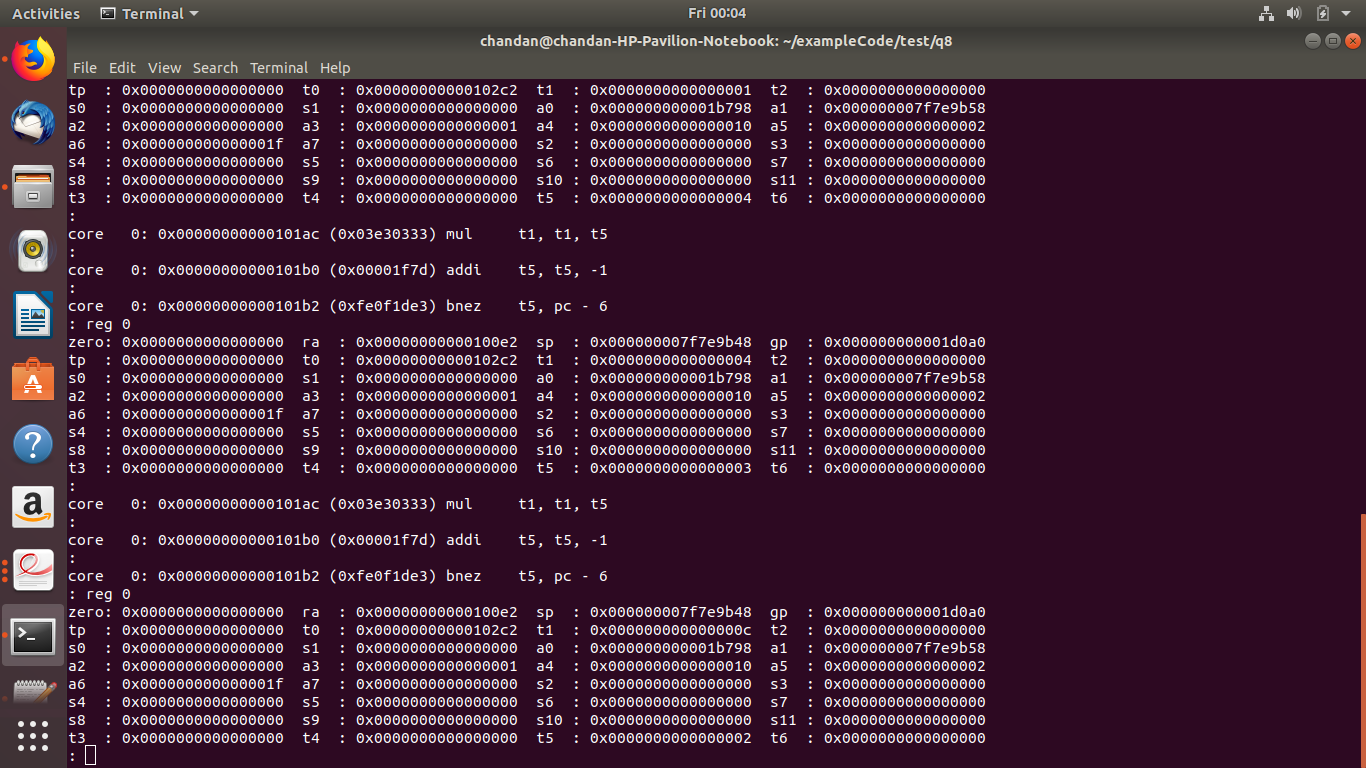 Activities Terminal Fri 00:04
chandan@chandan-HP-Pavilion-Notebook: ~/exampleCode/test/q8
File Edit View Search Terminal Help
tp  : 0x0000000000000000  t0  : 0x00000000000102c2  t1  : 0x0000000000000001  t2  : 0x0000000000000000
s0  : 0x0000000000000000  s1  : 0x0000000000000000  a0  : 0x000000000001b798  a1  : 0x000000007f7e9b58
a2  : 0x0000000000000000  a3  : 0x0000000000000001  a4  : 0x0000000000000010  a5  : 0x0000000000000002
a6  : 0x000000000000001f  a7  : 0x0000000000000000  s2  : 0x0000000000000000  s3  : 0x0000000000000000
s4  : 0x0000000000000000  s5  : 0x0000000000000000  s6  : 0x0000000000000000  s7  : 0x0000000000000000
s8  : 0x0000000000000000  s9  : 0x0000000000000000  s10 : 0x0000000000000000  s11 : 0x0000000000000000
t3  : 0x0000000000000000  t4  : 0x0000000000000000  t5  : 0x0000000000000004  t6  : 0x0000000000000000
:
core   0: 0x00000000000101ac (0x03e30333) mul     t1, t1, t5
:
core   0: 0x00000000000101b0 (0x00001f7d) addi    t5, t5, -1
:
core   0: 0x00000000000101b2 (0xfe0f1de3) bnez    t5, pc - 6
: reg 0
zero: 0x0000000000000000  ra  : 0x00000000000100e2  sp  : 0x000000007f7e9b48  gp  : 0x000000000001d0a0
tp  : 0x0000000000000000  t0  : 0x00000000000102c2  t1  : 0x0000000000000004  t2  : 0x0000000000000000
s0  : 0x0000000000000000  s1  : 0x0000000000000000  a0  : 0x000000000001b798  a1  : 0x000000007f7e9b58
a2  : 0x0000000000000000  a3  : 0x0000000000000001  a4  : 0x0000000000000010  a5  : 0x0000000000000002
a6  : 0x000000000000001f  a7  : 0x0000000000000000  s2  : 0x0000000000000000  s3  : 0x0000000000000000
s4  : 0x0000000000000000  s5  : 0x0000000000000000  s6  : 0x0000000000000000  s7  : 0x0000000000000000
s8  : 0x0000000000000000  s9  : 0x0000000000000000  s10 : 0x0000000000000000  s11 : 0x0000000000000000
t3  : 0x0000000000000000  t4  : 0x0000000000000000  t5  : 0x0000000000000003  t6  : 0x0000000000000000
:
core   0: 0x00000000000101ac (0x03e30333) mul     t1, t1, t5
:
core   0: 0x00000000000101b0 (0x00001f7d) addi    t5, t5, -1
:
core   0: 0x00000000000101b2 (0xfe0f1de3) bnez    t5, pc - 6
: reg 0
zero: 0x0000000000000000  ra  : 0x00000000000100e2  sp  : 0x000000007f7e9b48  gp  : 0x000000000001d0a0
tp  : 0x0000000000000000  t0  : 0x00000000000102c2  t1  : 0x000000000000000c  t2  : 0x0000000000000000
s0  : 0x0000000000000000  s1  : 0x0000000000000000  a0  : 0x000000000001b798  a1  : 0x000000007f7e9b58
a2  : 0x0000000000000000  a3  : 0x0000000000000001  a4  : 0x0000000000000010  a5  : 0x0000000000000002
a6  : 0x000000000000001f  a7  : 0x0000000000000000  s2  : 0x0000000000000000  s3  : 0x0000000000000000
s4  : 0x0000000000000000  s5  : 0x0000000000000000  s6  : 0x0000000000000000  s7  : 0x0000000000000000
s8  : 0x0000000000000000  s9  : 0x0000000000000000  s10 : 0x0000000000000000  s11 : 0x0000000000000000
t3  : 0x0000000000000000  t4  : 0x0000000000000000  t5  : 0x0000000000000002  t6  : 0x0000000000000000
: